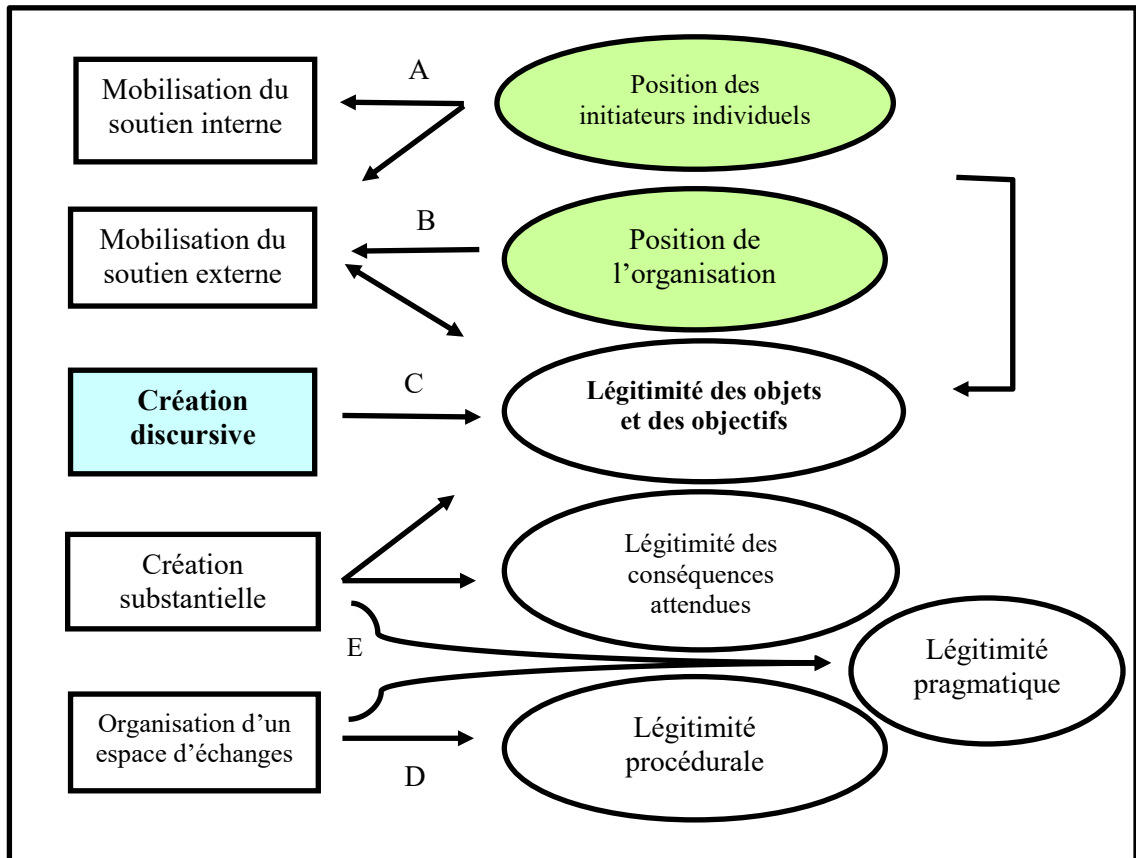 Mobilisation du
soutien interne
A
Position des
initiateurs individuels
Mobilisation du
soutien externe
B
Position de
l’organisation
Création
discursive
C
Légitimité des objets
et des objectifs
Création
substantielle
Légitimité des
conséquences
attendues
E
Légitimité
pragmatique
Organisation d’un
espace d’échanges
D
Légitimité
procédurale